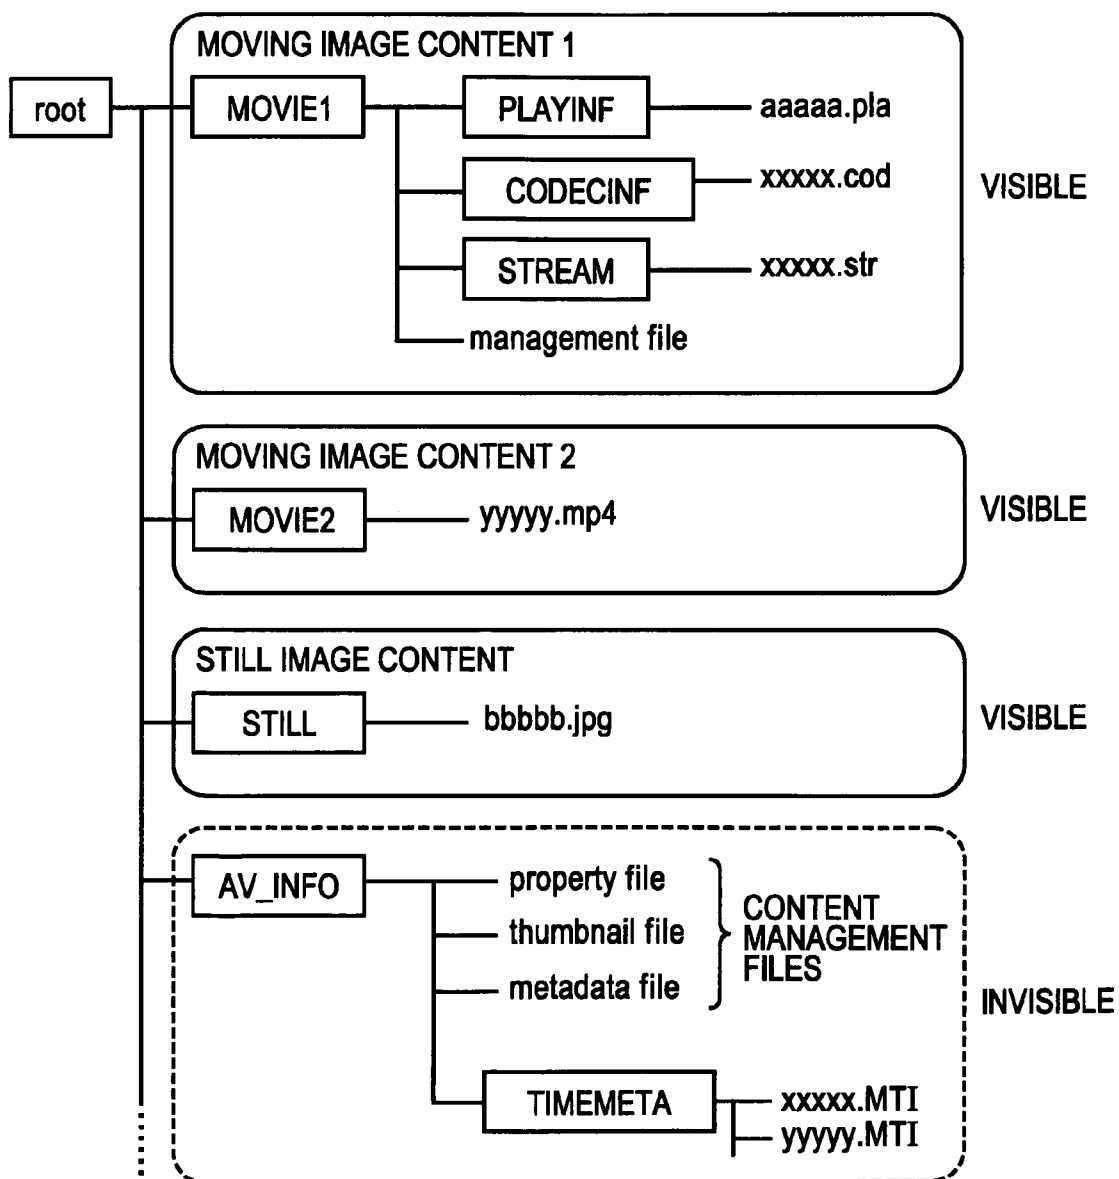 MOVING IMAGE CONTENT 1
root
MOVIE1
PLAYINF
aaaaa.pla
CODECINF
xxxxx.cod
VISIBLE
STREAM
xxxxx.str
management file
MOVING IMAGE CONTENT 2
MOVIE2
yyyyy.mp4
VISIBLE
STILL IMAGE CONTENT
STILL
bbbbb.jpg
VISIBLE
AV_INFO
property file
thumbnail file
metadata file
CONTENT
MANAGEMENT
FILES
INVISIBLE
TIMEMETA
xxxxx.MTI
yyyyy.MTI